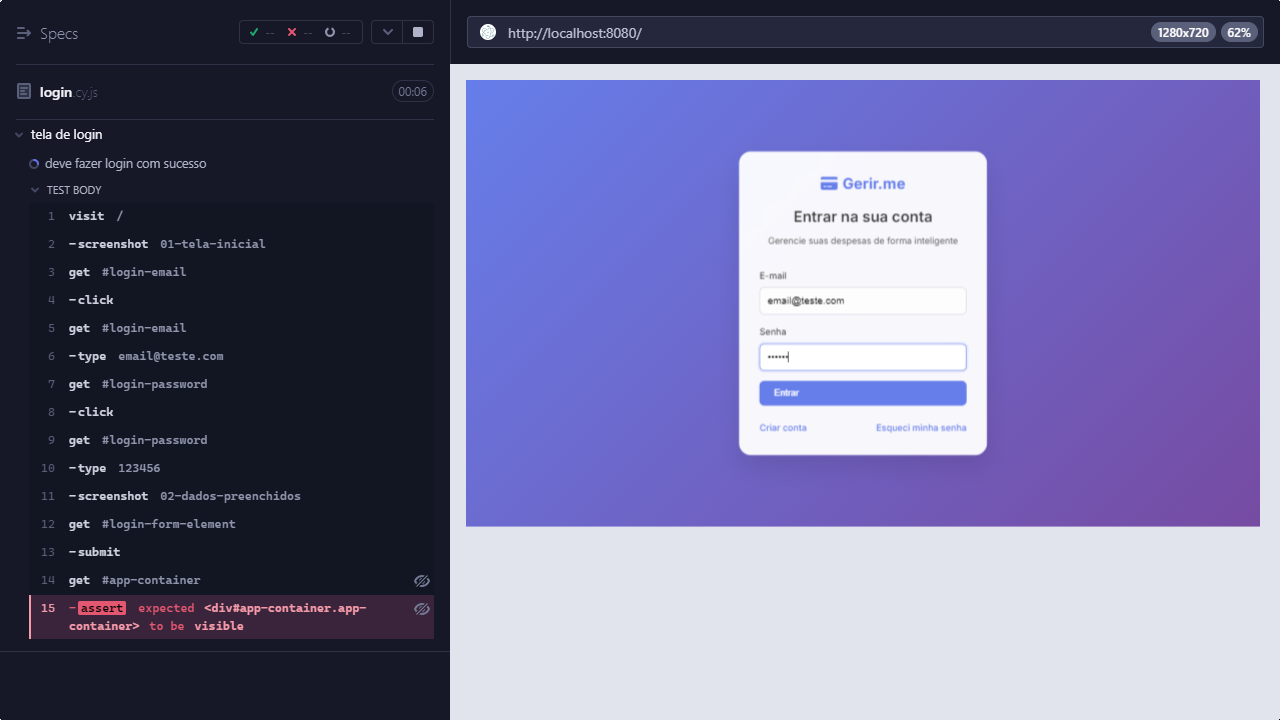 Specs
--
--
--
http://localhost:8080/
1280x720
62%
login cy.js
00:06
tela de login
deve fazer login com sucesso
TEST BODY
1 visit /
2 -screenshot 01-tela-inicial
3 get #login-email
4 -click
5 get #login-email
6 -type email@teste.com
7 get #login-password
8 -click
9 get #login-password
10 -type 123456
11 -screenshot 02-dados-preenchidos
12 get #login-form-element
13 -submit
14 get #app-container
15 -assert expected <div#app-container.app-
container> to be visible
Gerir.me
Entrar na sua conta
Gerencie suas despesas de forma inteligente
E-mail
email@teste.com
Senha
••••••
Entrar
Criar conta Esqueci minha senha